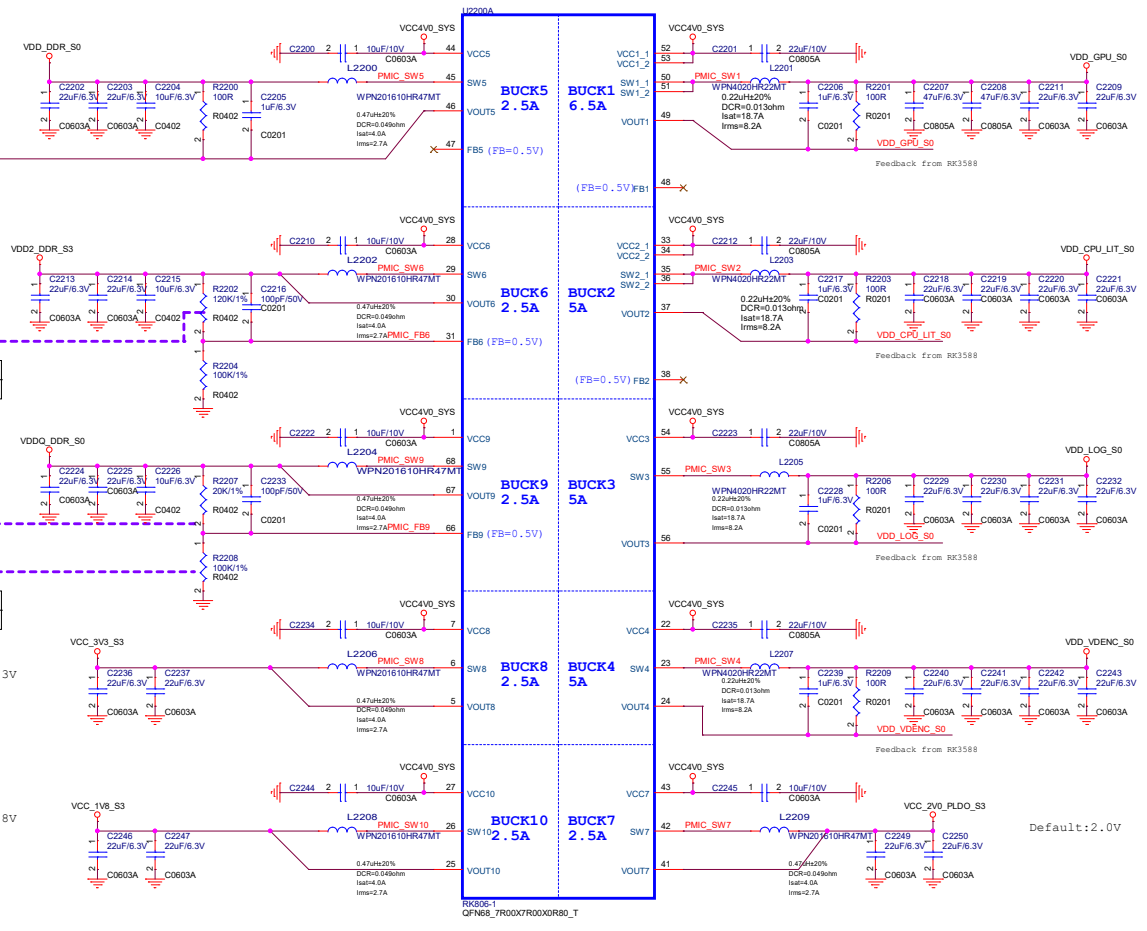 U2200A
VCC4V0_SYS
VDD_DDR_S0
C2200 2 1 10uF/10V
C0603A
44 VCC5
L2200
PMIC_SW5
45 SW5
WPN201610HR47MT
C2202
22uF/6.3V
C0603A
C2203
22uF/6.3V
C0603A
C2204
10uF/6.3V
C0402
R2200
100R
R0402
C2205
1uF/6.3V
C0201
0.47uH±20%
DCR=0.049ohm
Isat=4.0A
Irms=2.7A
46 VOUT5
47 FB5 (FB=0.5V)
BUCK5
2.5A
BUCK1
6.5A
VCC4V0_SYS
52 VCC1_1
53 VCC1_2
C2201 1 2 22uF/10V
C0805A
L2201
50 SW1_1
51 SW1_2
PMIC_SW1
WPN4020HR22MT
0.22uH±20%
DCR=0.013ohm
Isat=18.7A
Irms=8.2A
49 VOUT1
VDD_GPU_S0
C2206
1uF/6.3V
C0201
R2201
100R
R0201
C2207
47uF/6.3V
C0805A
C2208
47uF/6.3V
C0805A
C2211
22uF/6.3V
C0603A
C2209
22uF/6.3V
C0603A
VDD_GPU_S0
Feedback from RK3588
(FB=0.5V) FB1 48
VCC4V0_SYS
VDD2_DDR_S3
C2210 2 1 10uF/10V
C0603A
28 VCC6
L2202
PMIC_SW6
29 SW6
WPN201610HR47MT
C2213
22uF/6.3V
C0603A
C2214
22uF/6.3V
C0603A
C2215
10uF/6.3V
C0402
R2202
120K/1%
R0402
C2216
100pF/50V
C0201
0.47uH±20%
DCR=0.049ohm
Isat=4.0A
Irms=2.7A
30 VOUT6
PMIC_FB6
31 FB6 (FB=0.5V)
R2204
100K/1%
R0402
BUCK6
2.5A
BUCK2
5A
VCC4V0_SYS
33 VCC2_1
34 VCC2_2
C2212 1 2 22uF/10V
C0805A
L2203
35 SW2_1
36 SW2_2
PMIC_SW2
WPN4020HR22MT
0.22uH±20%
DCR=0.013ohm
Isat=18.7A
Irms=8.2A
37 VOUT2
VDD_CPU_LIT_S0
C2217
1uF/6.3V
C0201
R2203
100R
R0201
C2218
22uF/6.3V
C0603A
C2219
22uF/6.3V
C0603A
C2220
22uF/6.3V
C0603A
C2221
22uF/6.3V
C0603A
VDD_CPU_LIT_S0
Feedback from RK3588
(FB=0.5V) FB2 38
VCC4V0_SYS
VDDQ_DDR_S0
C2222 2 1 10uF/10V
C0603A
1 VCC9
L2204
PMIC_SW9
68 SW9
WPN201610HR47MT
C2224
22uF/6.3V
C0603A
C2225
22uF/6.3V
C0603A
C2226
10uF/6.3V
C0402
R2207
20K/1%
R0402
C2233
100pF/50V
C0201
0.47uH±20%
DCR=0.049ohm
Isat=4.0A
Irms=2.7A
67 VOUT9
PMIC_FB9
66 FB9 (FB=0.5V)
R2208
100K/1%
R0402
BUCK9
2.5A
BUCK3
5A
VCC4V0_SYS
54 VCC3
C2223 1 2 22uF/10V
C0805A
L2205
55 SW3
PMIC_SW3
WPN4020HR22MT
0.22uH±20%
DCR=0.013ohm
Isat=18.7A
Irms=8.2A
56 VOUT3
VDD_LOG_S0
C2228
1uF/6.3V
C0201
R2206
100R
R0201
C2229
22uF/6.3V
C0603A
C2230
22uF/6.3V
C0603A
C2231
22uF/6.3V
C0603A
C2232
22uF/6.3V
C0603A
VDD_LOG_S0
Feedback from RK3588
VCC4V0_SYS
VCC_3V3_S3
C2234 2 1 10uF/10V
C0603A
7 VCC8
L2206
PMIC_SW8
6 SW8
WPN201610HR47MT
3V
C2236
22uF/6.3V
C0603A
C2237
22uF/6.3V
C0603A
0.47uH±20%
DCR=0.049ohm
Isat=4.0A
Irms=2.7A
5 VOUT8
BUCK8
2.5A
BUCK4
5A
VCC4V0_SYS
22 VCC4
C2235 1 2 22uF/10V
C0805A
L2207
23 SW4
PMIC_SW4
WPN4020HR22MT
0.22uH±20%
DCR=0.013ohm
Isat=18.7A
Irms=8.2A
24 VOUT4
VDD_VDENC_S0
C2239
1uF/6.3V
C0201
R2209
100R
R0201
C2240
22uF/6.3V
C0603A
C2241
22uF/6.3V
C0603A
C2242
22uF/6.3V
C0603A
C2243
22uF/6.3V
C0603A
VDD_VDENC_S0
Feedback from RK3588
VCC4V0_SYS
VCC_1V8_S3
C2244 2 1 10uF/10V
C0603A
27 VCC10
L2208
PMIC_SW10
26 SW10
WPN201610HR47MT
8V
C2246
22uF/6.3V
C0603A
C2247
22uF/6.3V
C0603A
0.47uH±20%
DCR=0.049ohm
Isat=4.0A
Irms=2.7A
25 VOUT10
BUCK10
2.5A
BUCK7
2.5A
VCC4V0_SYS
43 VCC7
C2245 1 2 10uF/10V
C0603A
L2209
42 SW7
PMIC_SW7
WPN201610HR47MT
0.47uH±20%
DCR=0.049ohm
Isat=4.0A
Irms=2.7A
41 VOUT7
VCC_2V0_PLDO_S3
C2249
22uF/6.3V
C0603A
C2250
22uF/6.3V
C0603A
Default:2.0V
RK806-1
QFN68_7R00X7R00X0R80_T